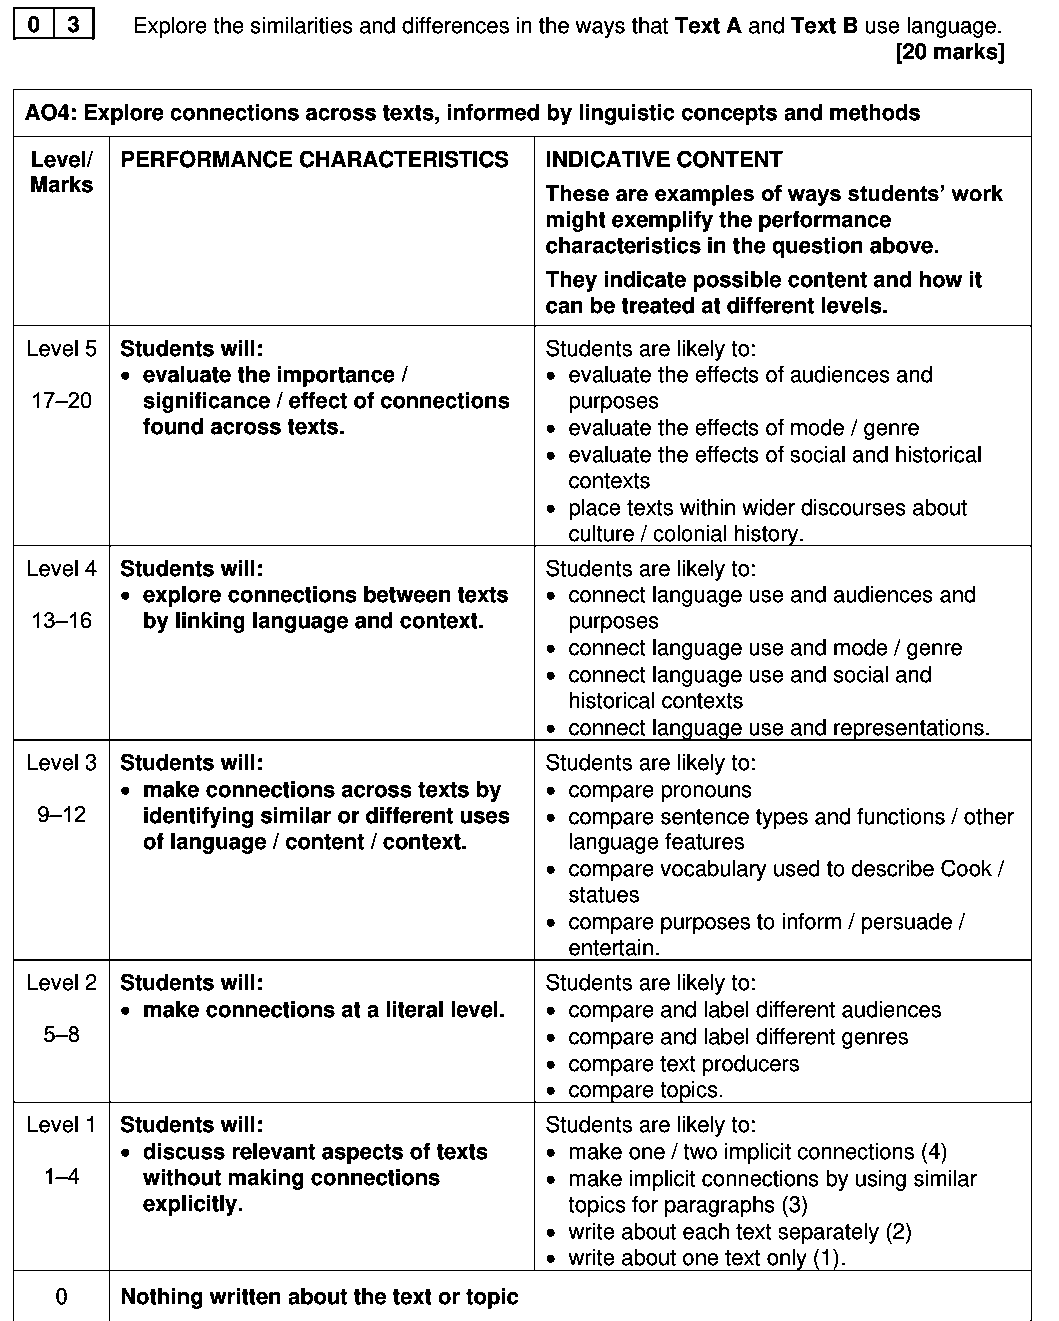 0 3 Explore the similarities and differences in the ways that Text A and Text B use language.
[20 marks]
AO4: Explore connections across texts, informed by linguistic concepts and methods
Level/
Marks
PERFORMANCE CHARACTERISTICS
INDICATIVE CONTENT
These are examples of ways students' work
might exemplify the performance
characteristics in the question above.
They indicate possible content and how it
can be treated at different levels.
Level 5
17–20
Students will:
• evaluate the importance /
significance / effect of connections
found across texts.
Students are likely to:
• evaluate the effects of audiences and
purposes
• evaluate the effects of mode / genre
• evaluate the effects of social and historical
contexts
• place texts within wider discourses about
culture / colonial history.
Level 4
13–16
Students will:
• explore connections between texts
by linking language and context.
Students are likely to:
• connect language use and audiences and
purposes
• connect language use and mode / genre
• connect language use and social and
historical contexts
• connect language use and representations.
Level 3
9–12
Students will:
• make connections across texts by
identifying similar or different uses
of language / content / context.
Students are likely to:
• compare pronouns
• compare sentence types and functions / other
language features
• compare vocabulary used to describe Cook /
statues
• compare purposes to inform / persuade /
entertain.
Level 2
5–8
Students will:
• make connections at a literal level.
Students are likely to:
• compare and label different audiences
• compare and label different genres
• compare text producers
• compare topics.
Level 1
1–4
Students will:
• discuss relevant aspects of texts
without making connections
explicitly.
Students are likely to:
• make one / two implicit connections (4)
• make implicit connections by using similar
topics for paragraphs (3)
• write about each text separately (2)
• write about one text only (1).
0
Nothing written about the text or topic